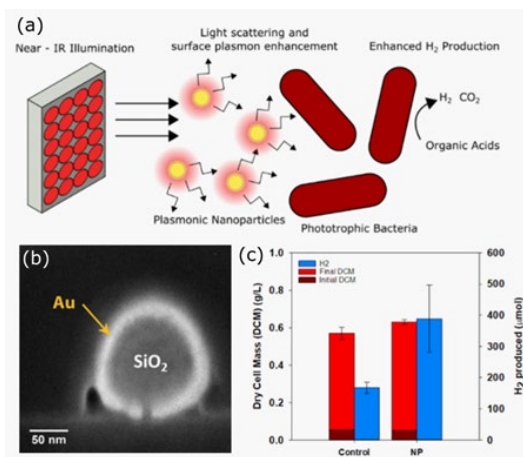 (a)
Near - IR Illumination
Light scattering and
surface plasmon enhancement
Enhanced H2 Production
H2 CO2
Organic Acids
Plasmonic Nanoparticles
Phototrophic Bacteria
(b)
Au
SiO2
50 nm
(c)
H2
Final DCM
Initial DCM
Dry Cell Mass (DCM) (g/L)
1.0
0.8
0.6
0.4
0.2
0.0
600
500
400
300
200
100
0
H2 produced (μmol)
Control
NP